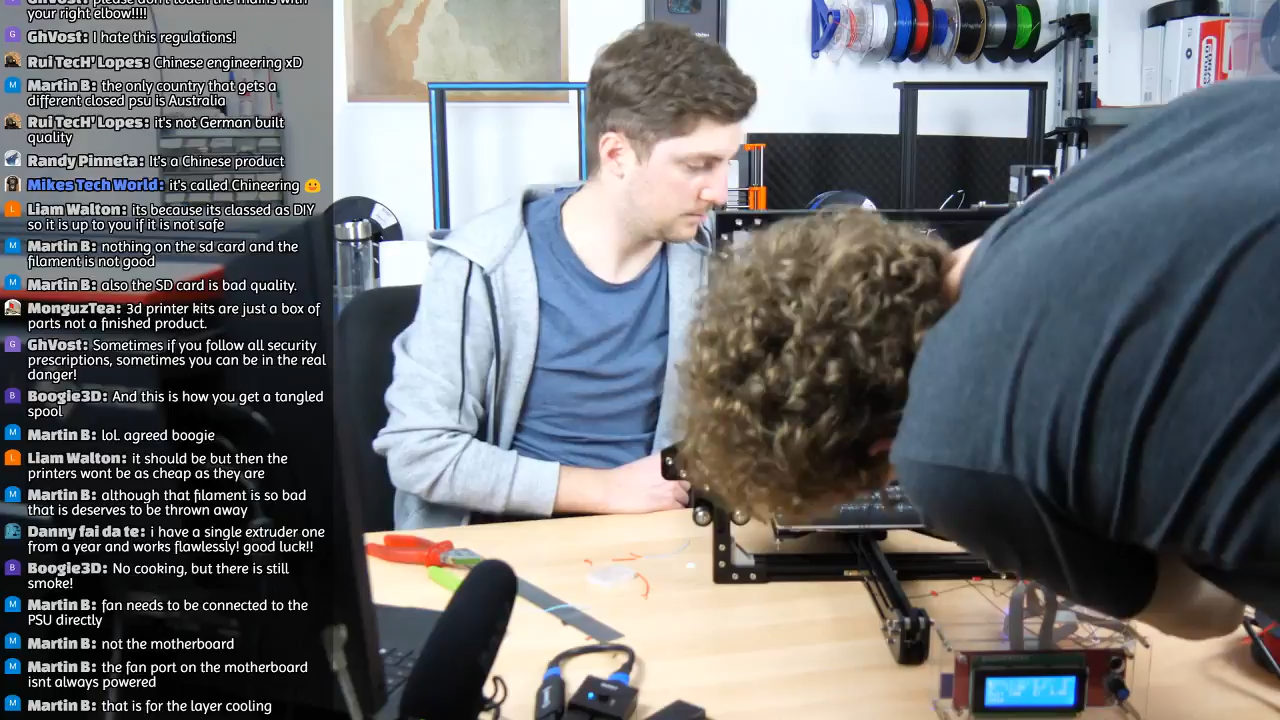 GhVost: please don't touch the mains with
your right elbow!!!!
GhVost: I hate this regulations!
Rui TecH' Lopes: Chinese engineering xD
Martin B: the only country that gets a
different closed psu is Australia
Rui TecH' Lopes: it's not German built
quality
Randy Pinneta: It's a Chinese product
Mikes Tech World: it's called Chineering
Liam Walton: its because its classed as DIY
so it is up to you if it is not safe
Martin B: nothing on the sd card and the
filament is not good
Martin B: also the SD card is bad quality.
MonguzTea: 3d printer kits are just a box of
parts not a finished product.
GhVost: Sometimes if you follow all security
prescriptions, sometimes you can be in the real
danger!
Boogie3D: And this is how you get a tangled
spool
Martin B: lol agreed boogie
Liam Walton: it should be but then the
printers wont be as cheap as they are
Martin B: although that filament is so bad
that is deserves to be thrown away
Danny fai da te: i have a single extruder one
from a year and works flawlessly! good luck!!
Boogie3D: No cooking, but there is still
smoke!
Martin B: fan needs to be connected to the
PSU directly
Martin B: not the motherboard
Martin B: the fan port on the motherboard
isnt always powered
Martin B: that is for the layer cooling